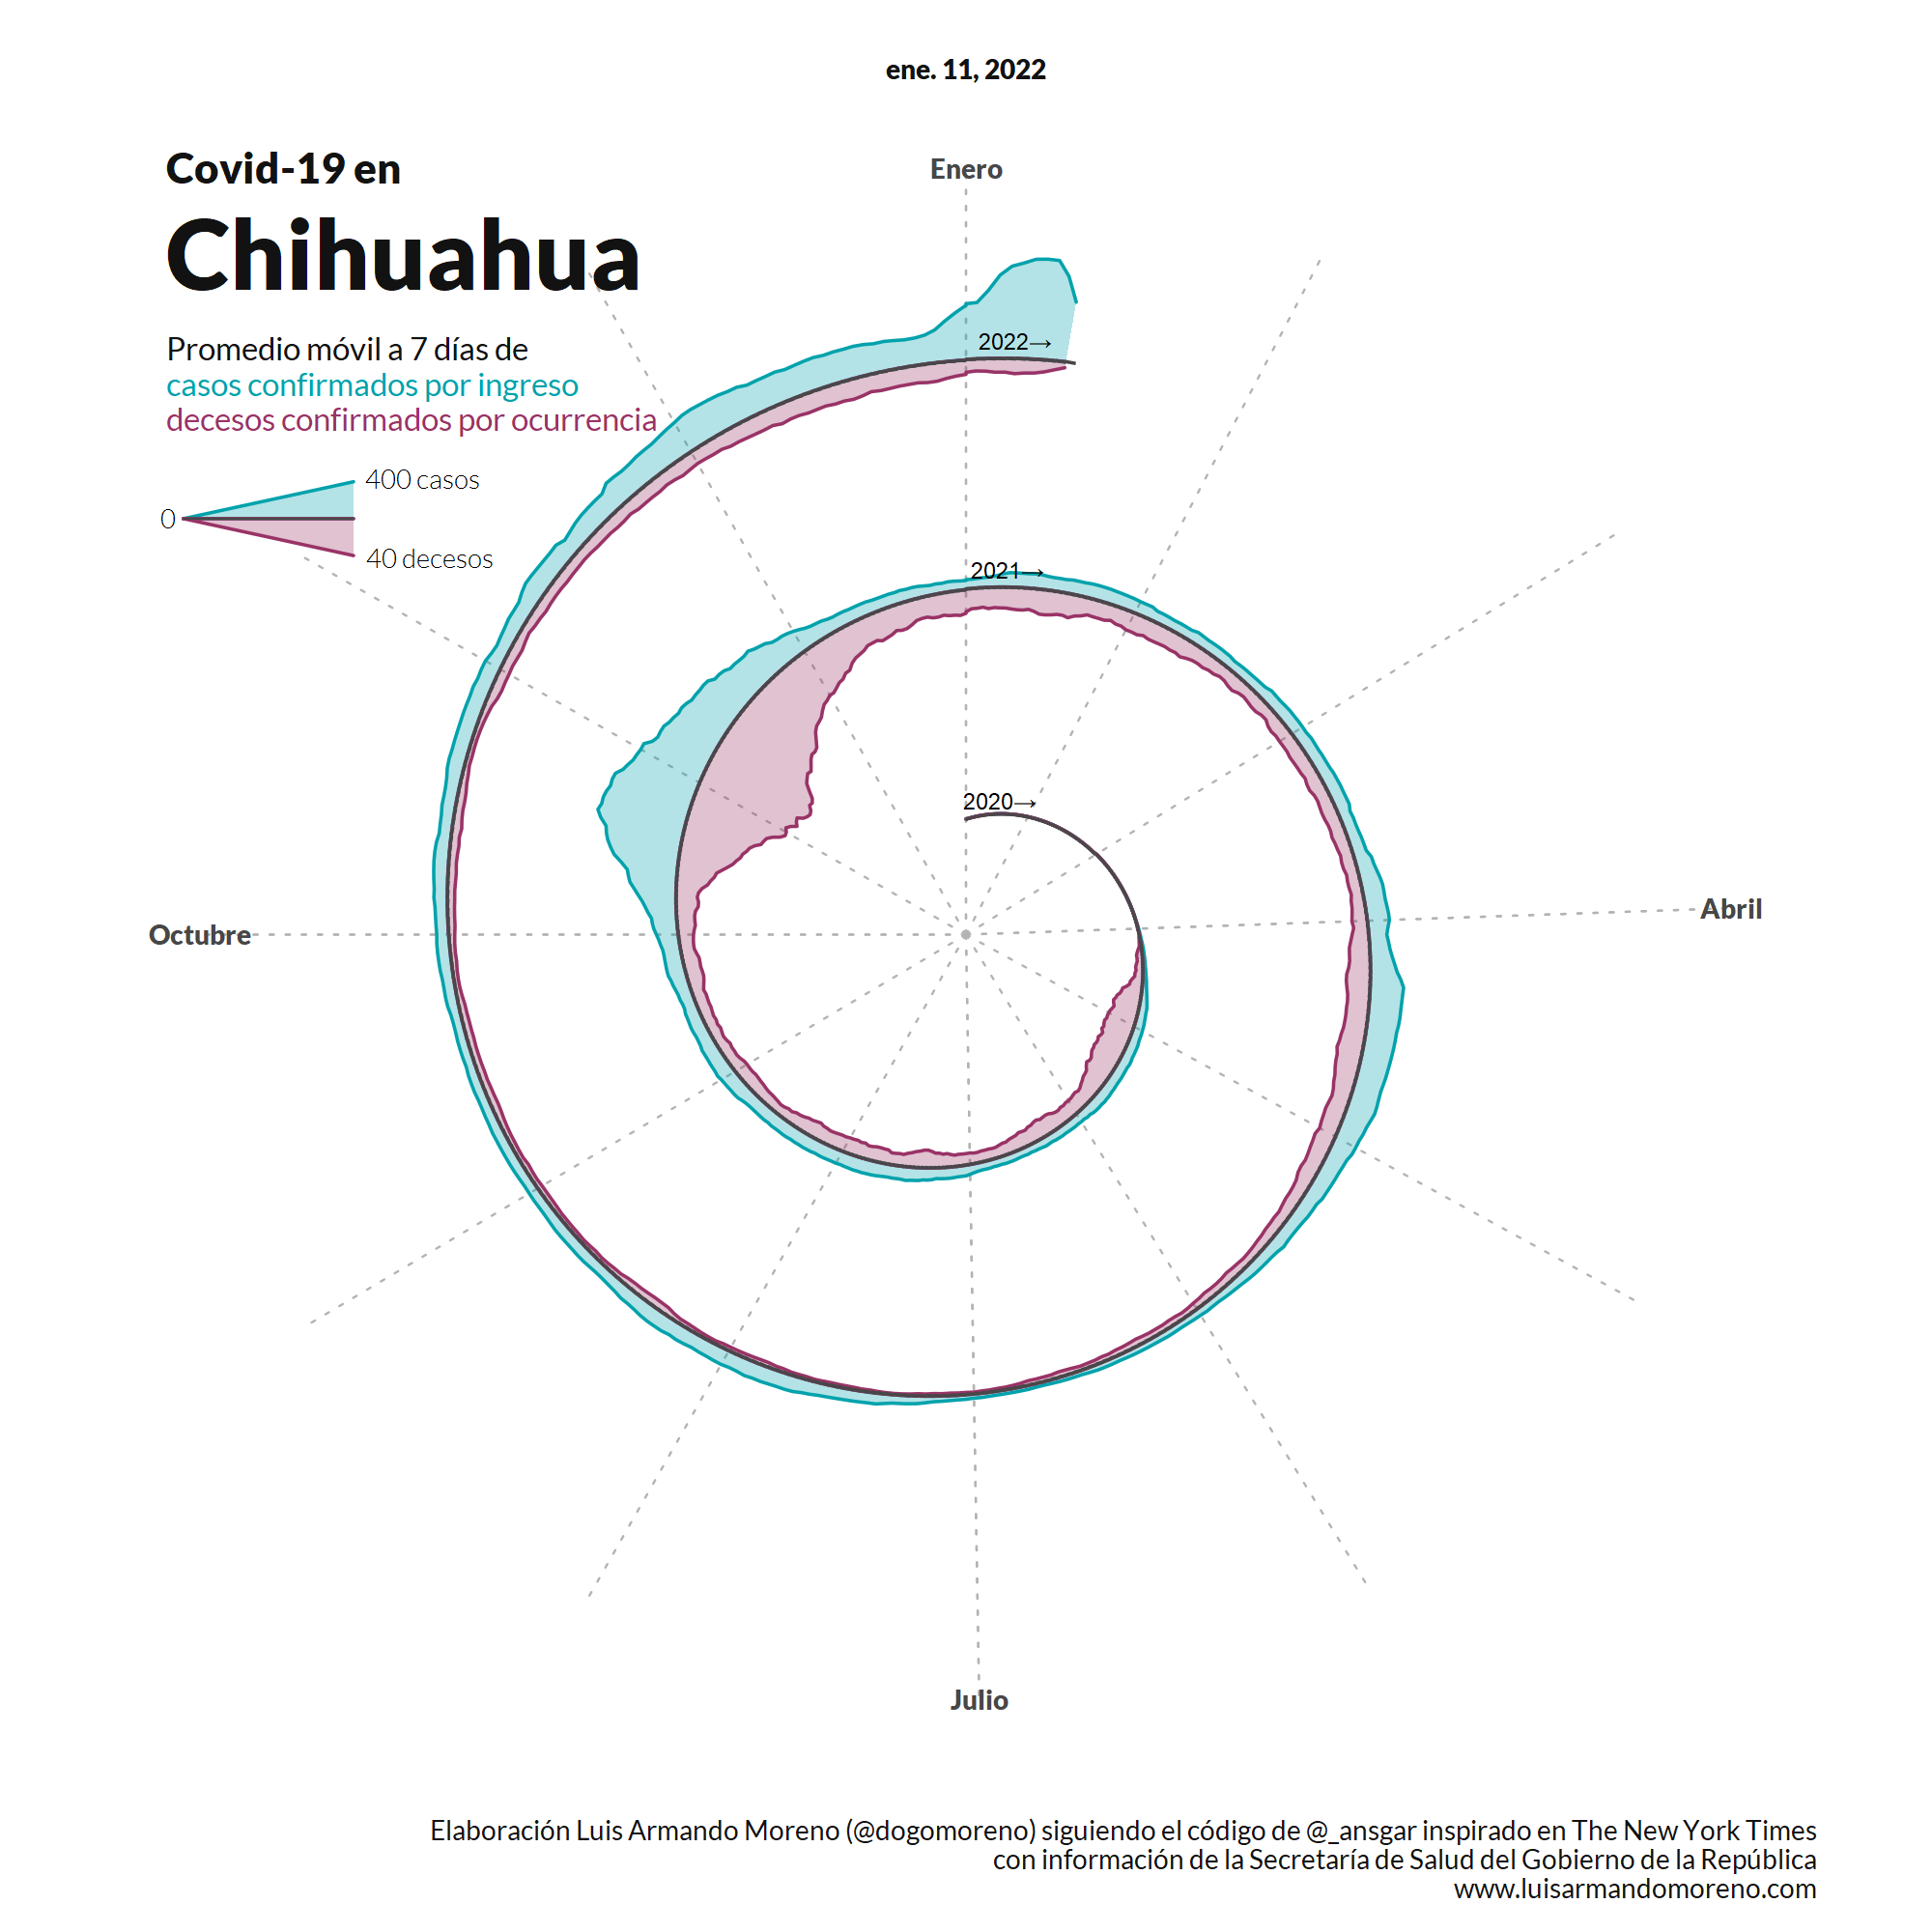 ene. 11, 2022
Covid-19 en
Chihuahua
Promedio móvil a 7 días de
casos confirmados por ingreso
decesos confirmados por ocurrencia
400 casos
0
40 decesos
Enero
2022→
2021→
2020→
Abril
Octubre
Julio
Elaboración Luis Armando Moreno (@dogomoreno) siguiendo el código de @_ansgar inspirado en The New York Times
con información de la Secretaría de Salud del Gobierno de la República
www.luisarmandomoreno.com